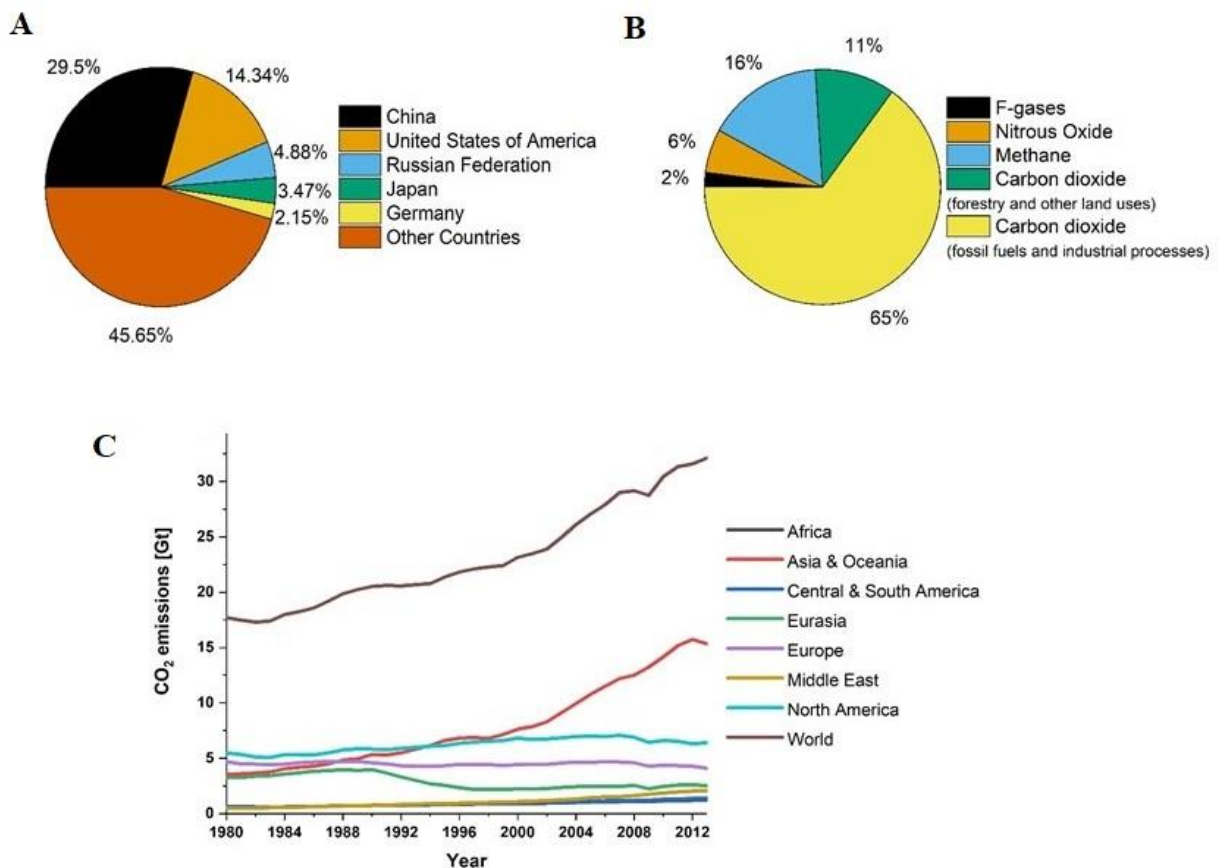 A
29.5%
14.34%
4.88%
3.47%
2.15%
45.65%
China
United States of America
Russian Federation
Japan
Germany
Other Countries
B
11%
16%
6%
2%
65%
F-gases
Nitrous Oxide
Methane
Carbon dioxide
(forestry and other land uses)
Carbon dioxide
(fossil fuels and industrial processes)
C
CO₂ emissions [Gt]
30
25
20
15
10
5
0
1980 1984 1988 1992 1996 2000 2004 2008 2012
Year
Africa
Asia & Oceania
Central & South America
Eurasia
Europe
Middle East
North America
World